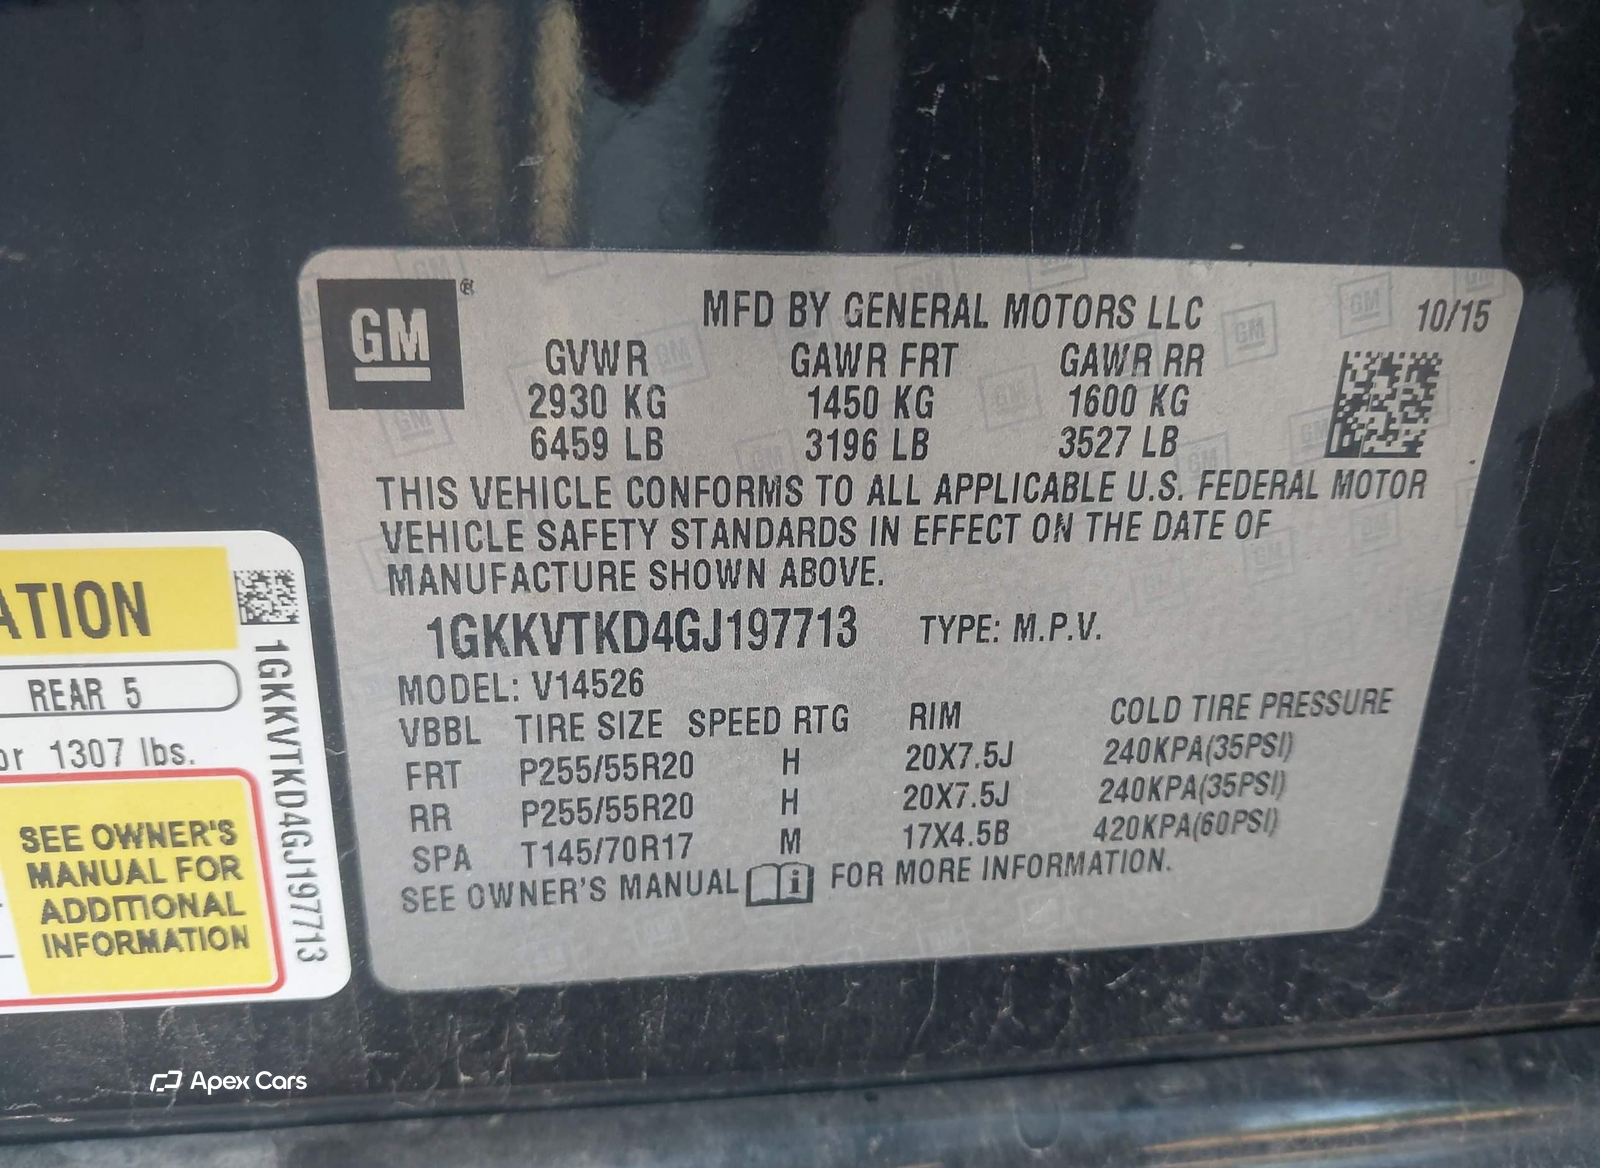 GM ®
MFD BY GENERAL MOTORS LLC 10/15
GVWR GAWR FRT GAWR RR
2930 KG 1450 KG 1600 KG
6459 LB 3196 LB 3527 LB
THIS VEHICLE CONFORMS TO ALL APPLICABLE U.S. FEDERAL MOTOR
VEHICLE SAFETY STANDARDS IN EFFECT ON THE DATE OF
MANUFACTURE SHOWN ABOVE.
1GKKVTKD4GJ197713 TYPE: M.P.V.
MODEL: V14526
VBBL TIRE SIZE SPEED RTG RIM COLD TIRE PRESSURE
FRT P255/55R20 H 20X7.5J 240KPA(35PSI)
RR P255/55R20 H 20X7.5J 240KPA(35PSI)
SPA T145/70R17 M 17X4.5B 420KPA(60PSI)
SEE OWNER'S MANUAL i FOR MORE INFORMATION.
ATION
REAR 5
or 1307 lbs.
SEE OWNER'S
MANUAL FOR
ADDITIONAL
INFORMATION
1GKKVTKD4GJ197713
Apex Cars